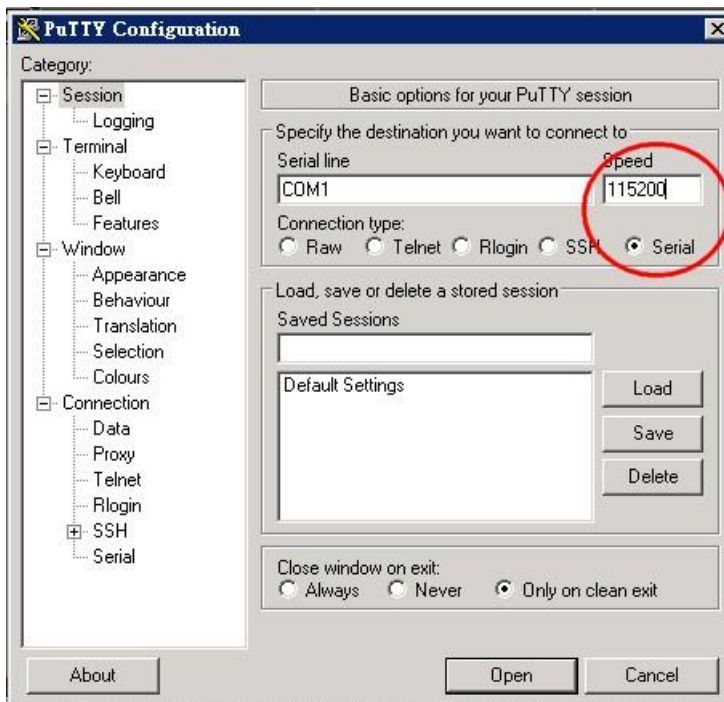 PuTTY Configuration
Category:
Session
Logging
Terminal
Keyboard
Bell
Features
Window
Appearance
Behaviour
Translation
Selection
Colours
Connection
Data
Proxy
Telnet
Rlogin
SSH
Serial
Basic options for your PuTTY session
Specify the destination you want to connect to
Serial line Speed
COM1 115200
Connection type:
Raw Telnet Rlogin SSH Serial
Load, save or delete a stored session
Saved Sessions
Default Settings
Load
Save
Delete
Close window on exit:
Always Never Only on clean exit
About Open Cancel